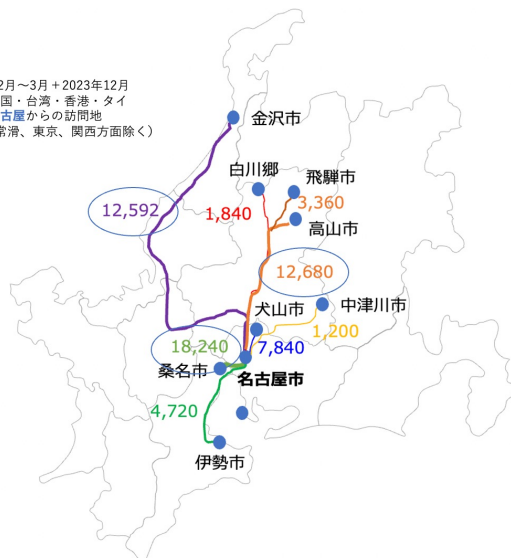 2月～3月＋2023年12月
国・台湾・香港・タイ
古屋からの訪問地
常滑、東京、関西方面除く）
金沢市
白川郷
飛騨市
12,592
1,840
3,360
高山市
12,680
犬山市
中津川市
1,200
18,240
7,840
桑名市
名古屋市
4,720
伊勢市